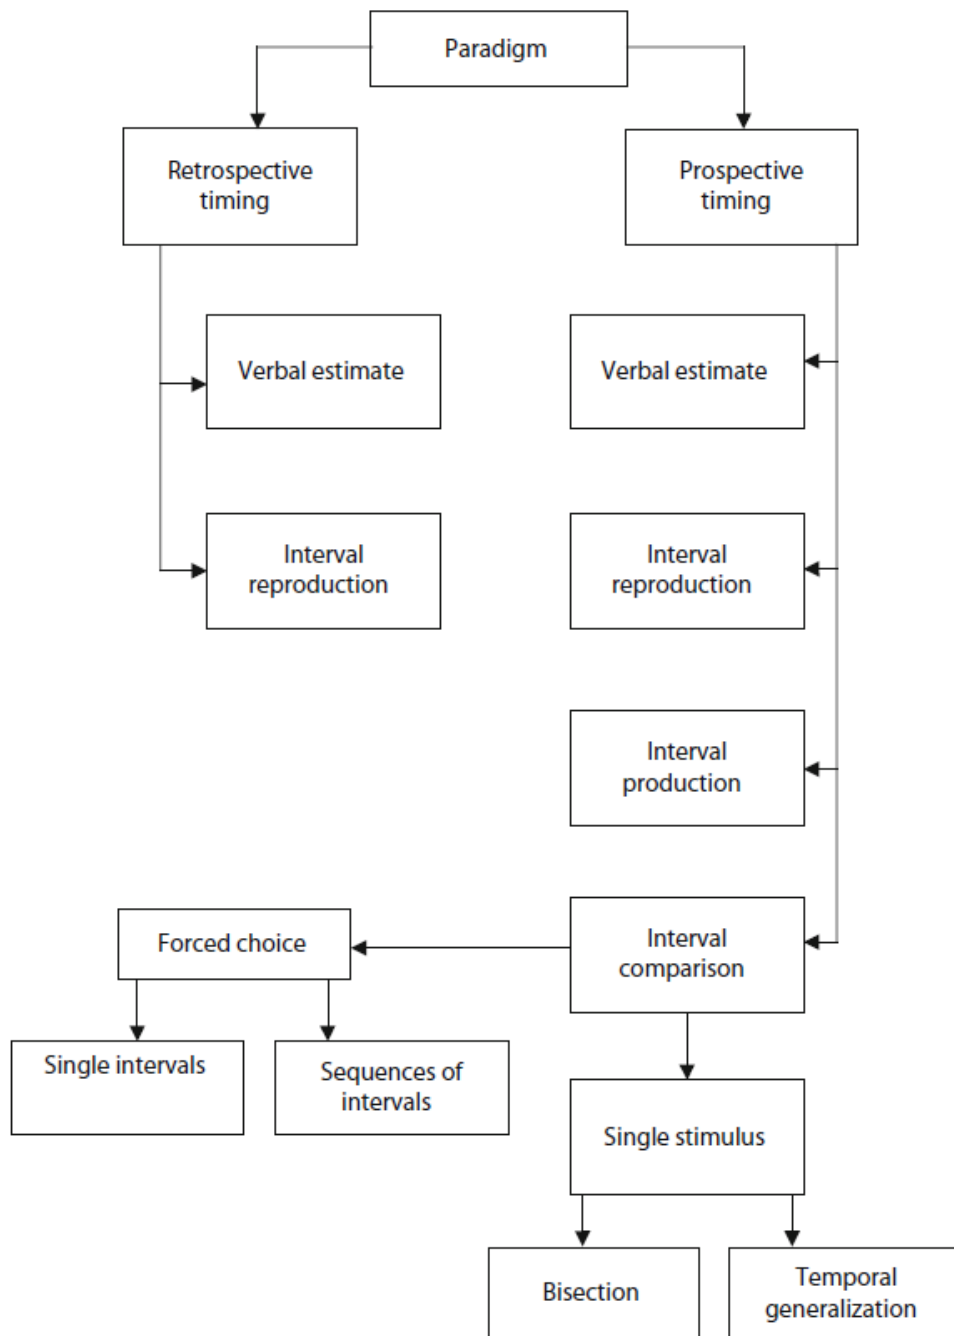 Paradigm
Retrospective
timing
Prospective
timing
Verbal estimate
Verbal estimate
Interval
reproduction
Interval
reproduction
Interval
production
Forced choice
Interval
comparison
Single intervals
Sequences of
intervals
Single stimulus
Bisection
Temporal
generalization